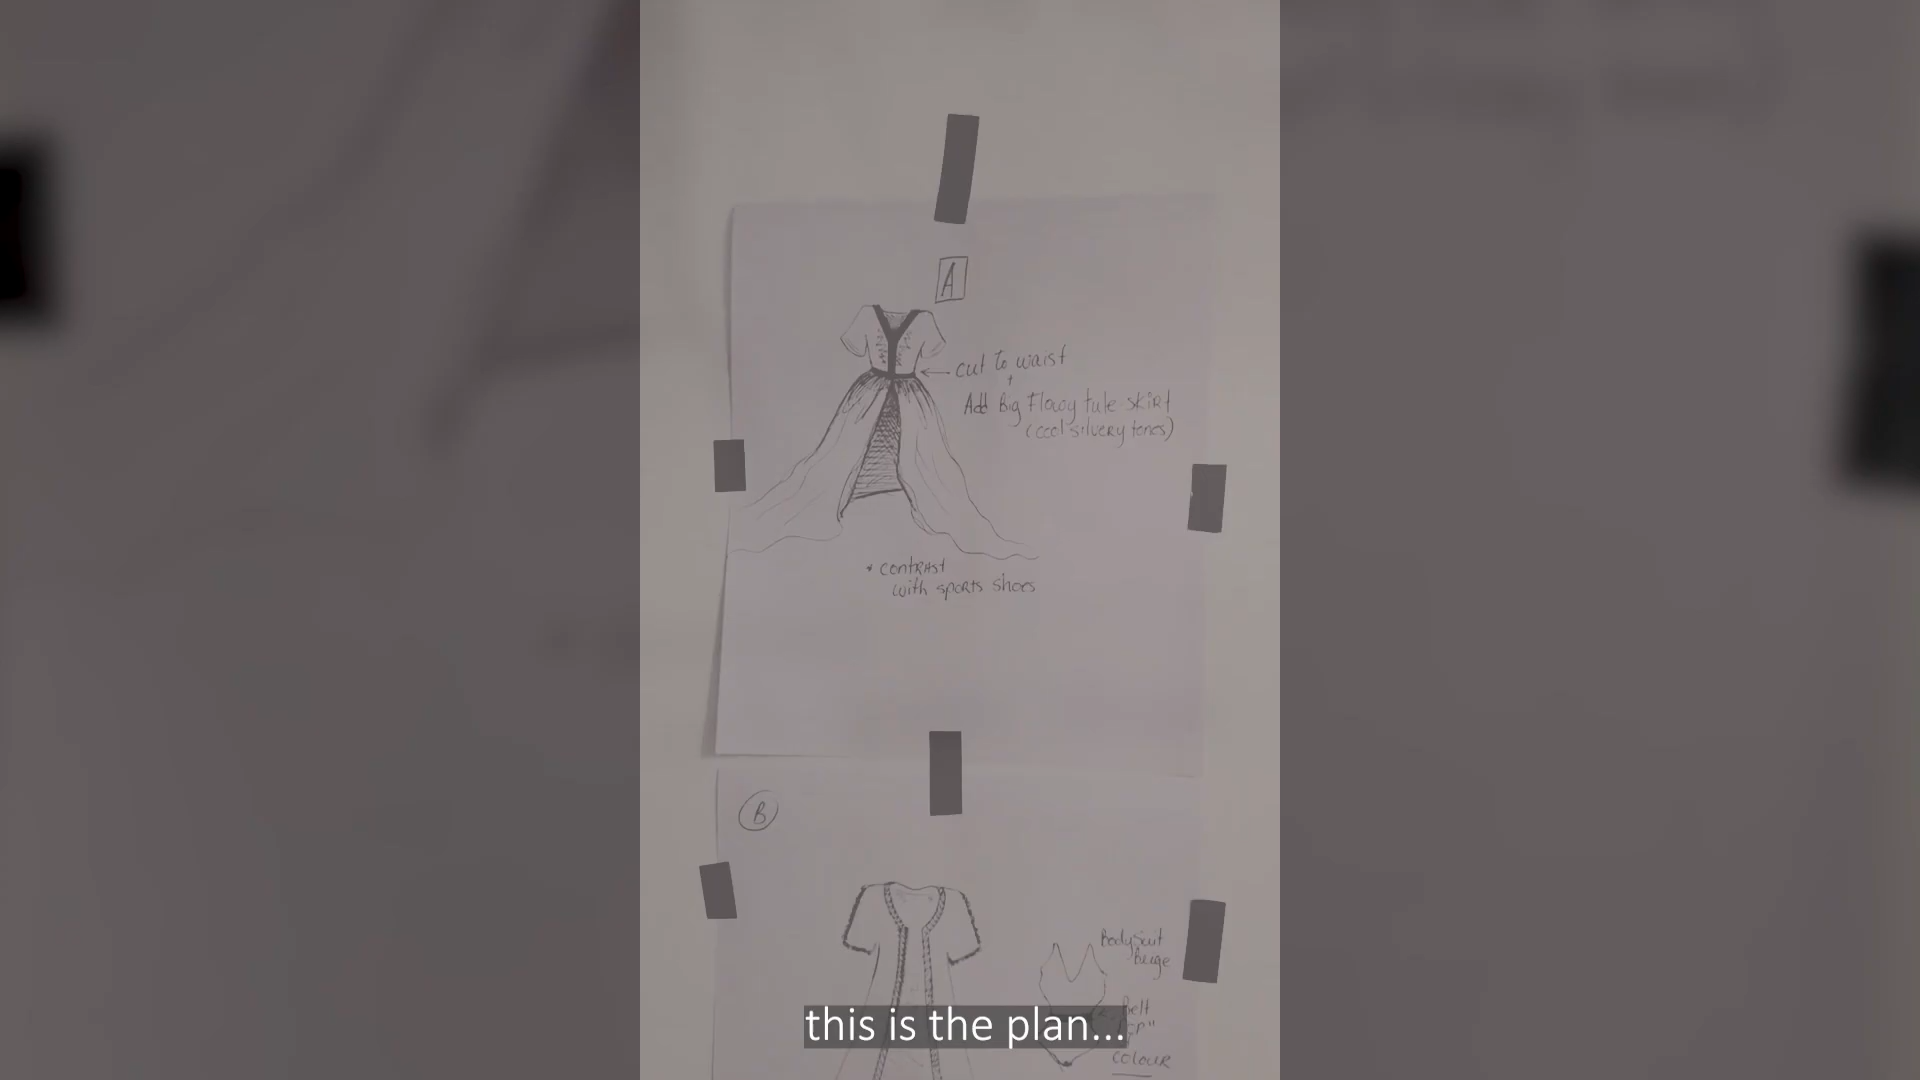 A
cut to waist
+
Add Big Flowy tule skirt
(cool silvery tones)
* contrast
with sports shoes
B
Bodysuit
Beige
Belt
colour
this is the plan...